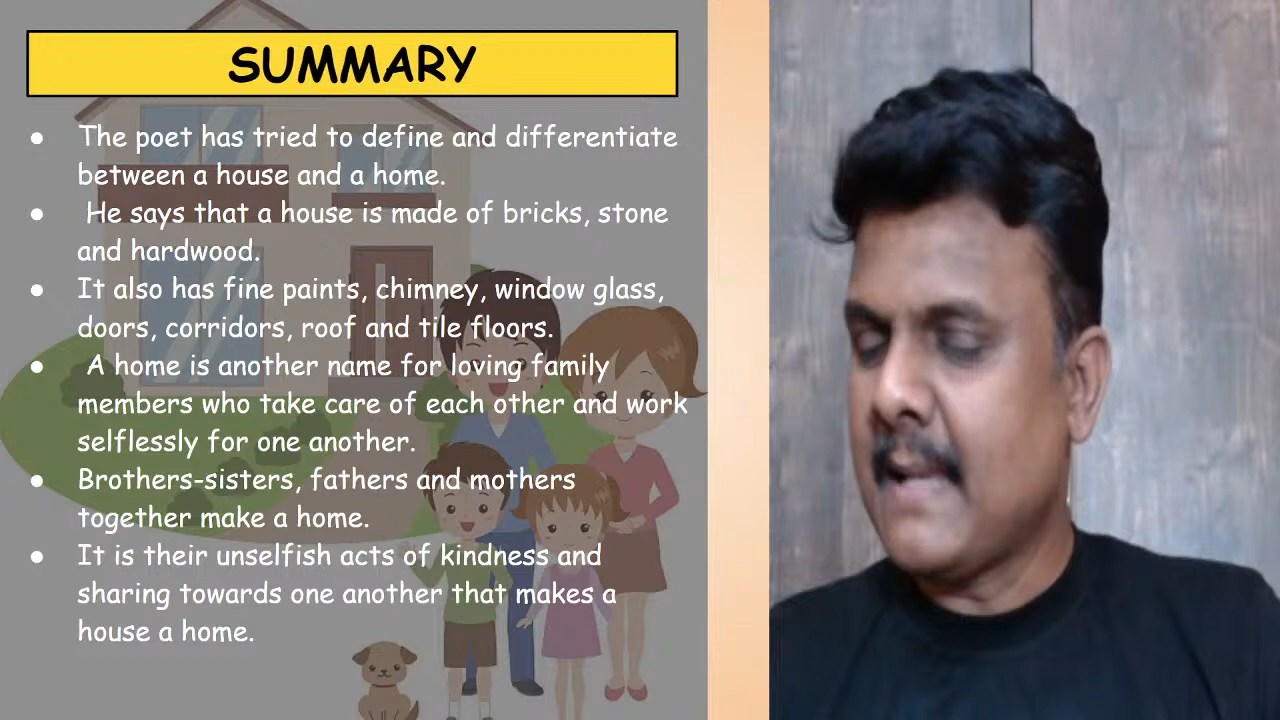 SUMMARY
● The poet has tried to define and differentiate
between a house and a home.
● He says that a house is made of bricks, stone
and hardwood.
● It also has fine paints, chimney, window glass,
doors, corridors, roof and tile floors.
● A home is another name for loving family
members who take care of each other and work
selflessly for one another.
● Brothers-sisters, fathers and mothers
together make a home.
● It is their unselfish acts of kindness and
sharing towards one another that makes a
house a home.